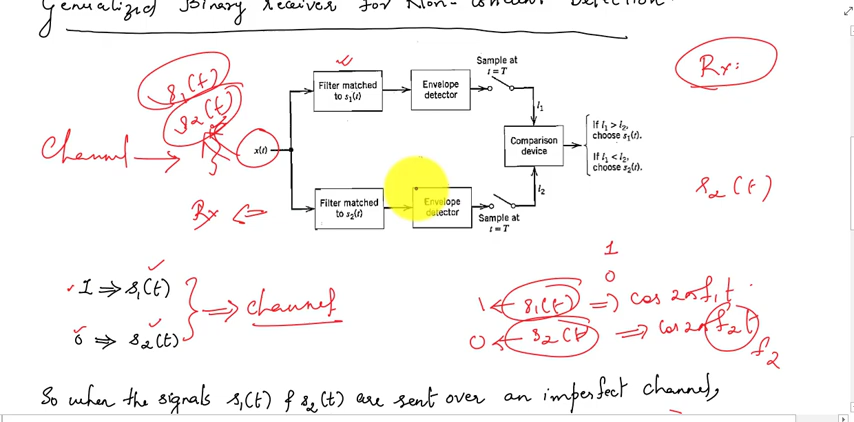 Generalized Binary Receiver for Non-Coherent Detection.
Rx:
s₁(t)
s₂(t)
Channel →
x(t)
Filter matched
to s₁(t)
Envelope
detector
Sample at
t = T
l₁
Comparison
device
If l₁ > l₂,
choose s₁(t).
If l₁ < l₂,
choose s₂(t).
Filter matched
to s₂(t)
Envelope
detector
Sample at
t = T
l₂
Rx ⇐
s₂(t)
1
0
1 ⇒ s₁(t)
0 ⇒ s₂(t)
⇒ Channel
1 ← s₁(t) ⇒ cos 2πf₁t
0 ← s₂(t ⇒ cos 2πf₂t
f₂
So when the signals s₁(t) & s₂(t) are sent over an imperfect channel,